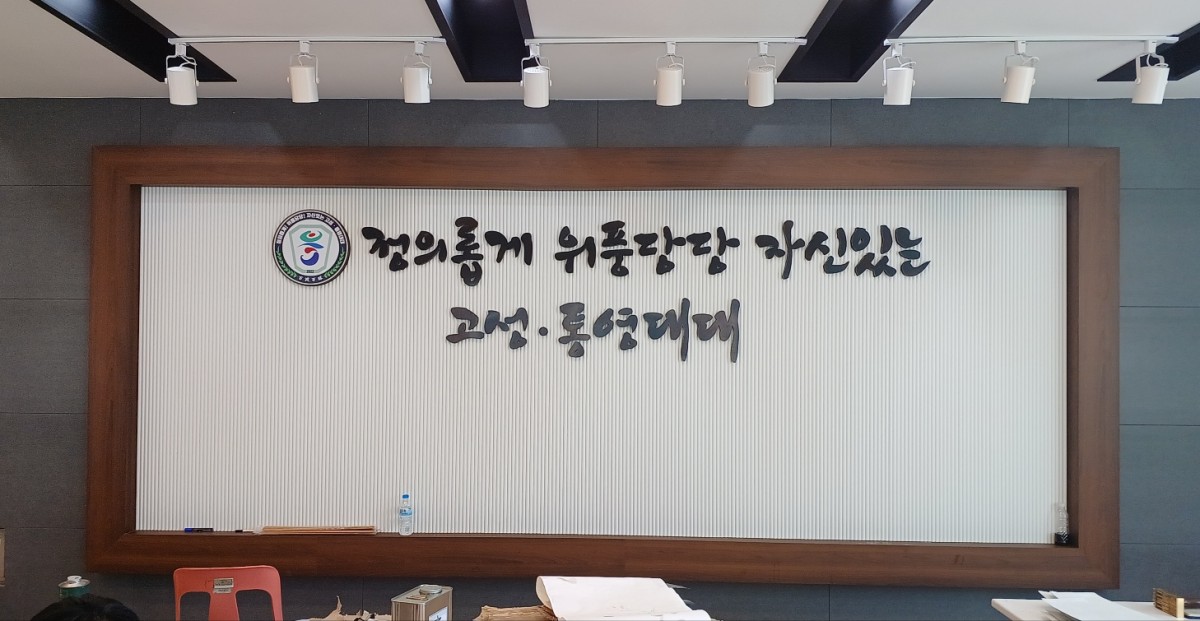 정의롭게 위풍당당 자신있는
고성·통영대대